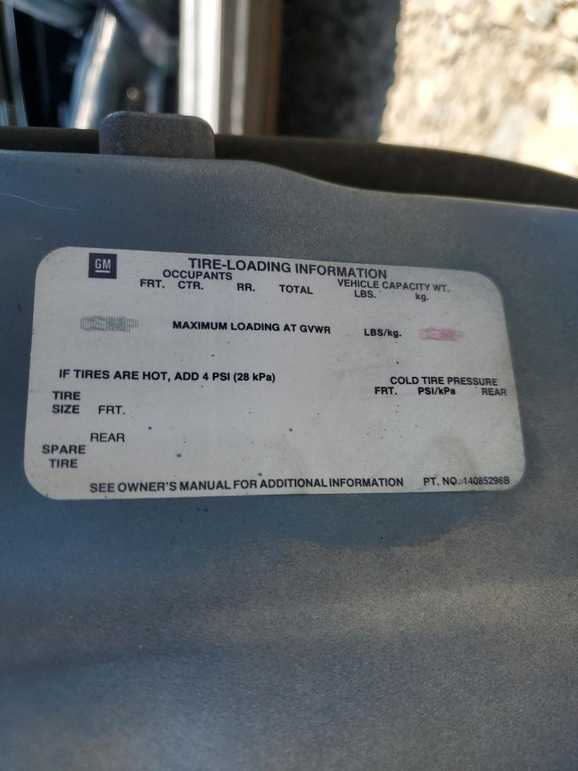 GM
TIRE-LOADING INFORMATION
OCCUPANTS VEHICLE CAPACITY WT.
FRT. CTR. RR. TOTAL LBS. kg.
MAXIMUM LOADING AT GVWR LBS/kg.
IF TIRES ARE HOT, ADD 4 PSI (28 kPa)
COLD TIRE PRESSURE
FRT. PSI/kPa REAR
TIRE
SIZE FRT.
REAR
SPARE
TIRE
SEE OWNER'S MANUAL FOR ADDITIONAL INFORMATION PT. NO. 14085296B